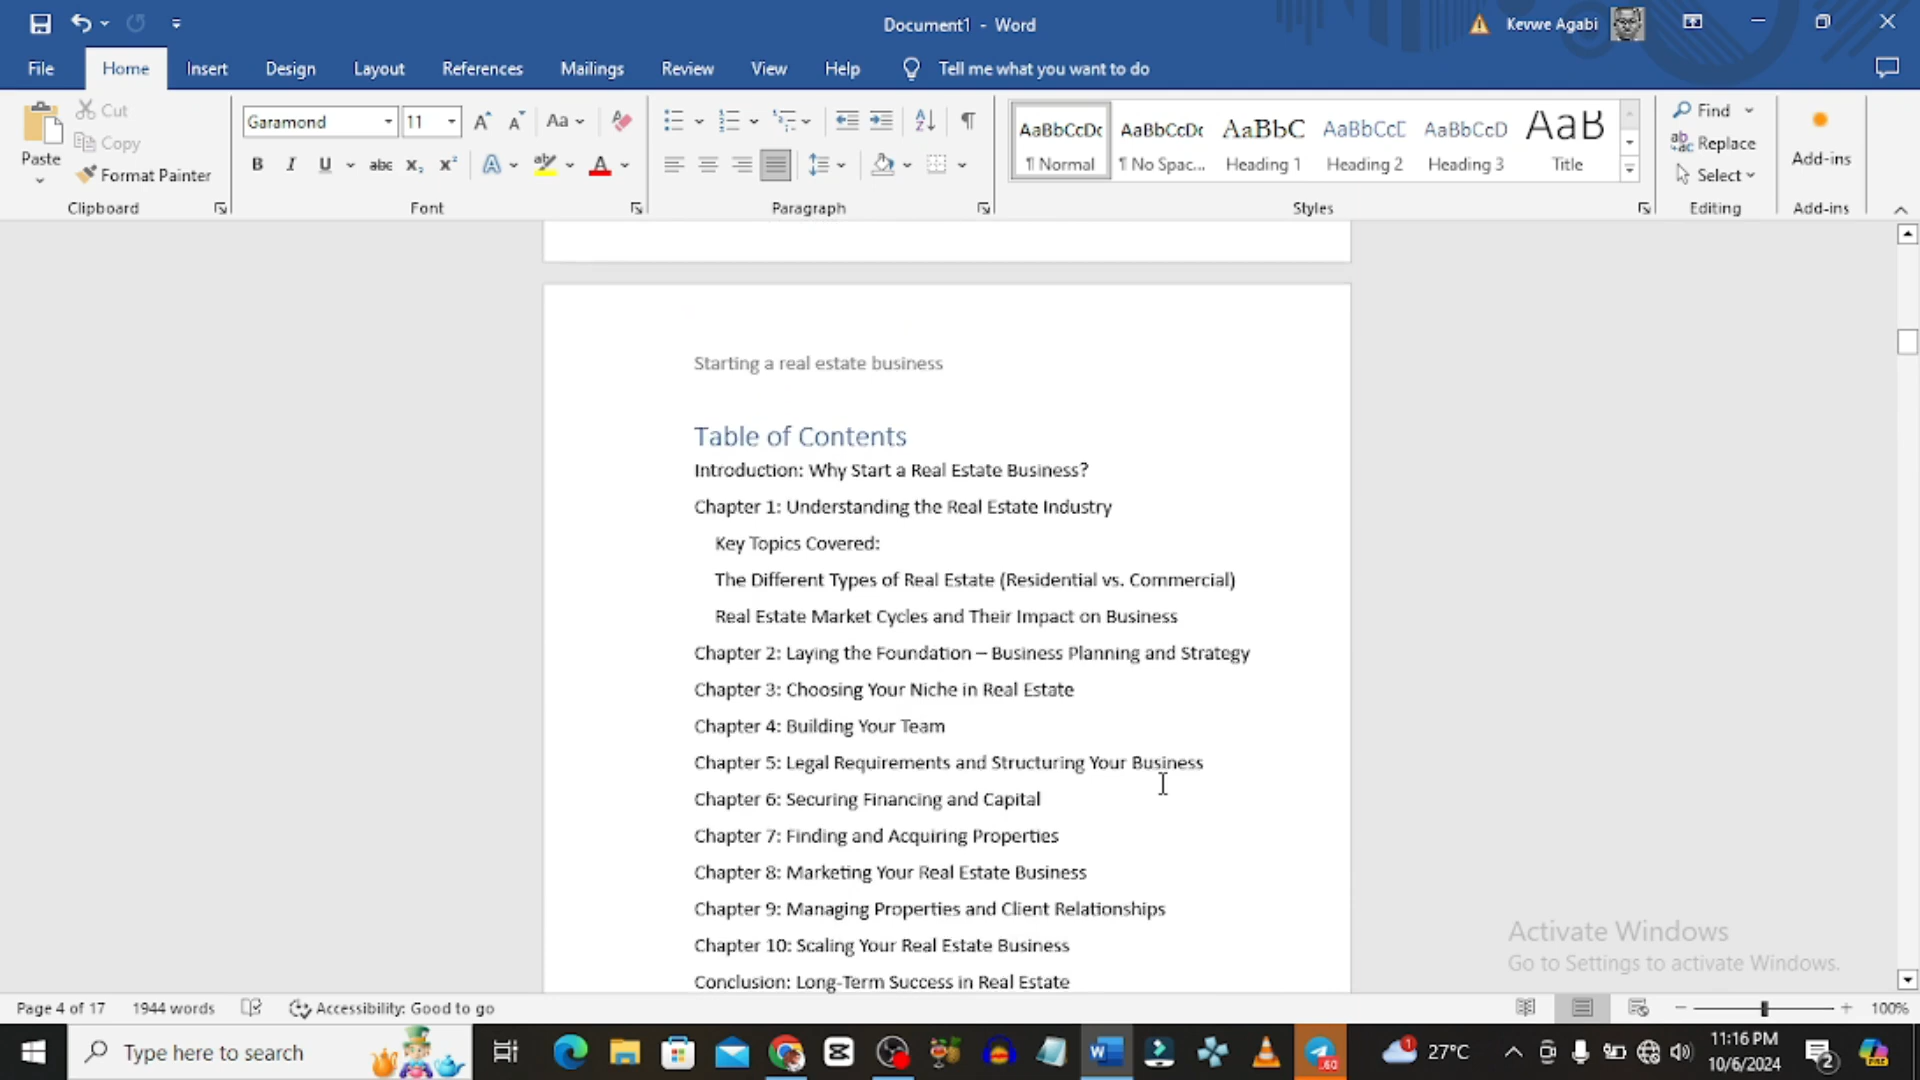 Document1 - Word
Kevwe Agabi
File Home Insert Design Layout References Mailings Review View Help Tell me what you want to do
Paste
Cut
Copy
Format Painter
Clipboard
Garamond 11
Font
Paragraph
AaBbCcDc
¶ Normal
AaBbCcDc
¶ No Spac...
AaBbC
Heading 1
AaBbCcE
Heading 2
AaBbCcD
Heading 3
AaB
Title
Styles
Find
Replace
Select
Editing
Add-ins
Add-ins
Starting a real estate business
Table of Contents
Introduction: Why Start a Real Estate Business?
Chapter 1: Understanding the Real Estate Industry
Key Topics Covered:
The Different Types of Real Estate (Residential vs. Commercial)
Real Estate Market Cycles and Their Impact on Business
Chapter 2: Laying the Foundation – Business Planning and Strategy
Chapter 3: Choosing Your Niche in Real Estate
Chapter 4: Building Your Team
Chapter 5: Legal Requirements and Structuring Your Business
Chapter 6: Securing Financing and Capital
Chapter 7: Finding and Acquiring Properties
Chapter 8: Marketing Your Real Estate Business
Chapter 9: Managing Properties and Client Relationships
Chapter 10: Scaling Your Real Estate Business
Conclusion: Long-Term Success in Real Estate
Activate Windows
Go to Settings to activate Windows.
Page 4 of 17 1944 words Accessibility: Good to go 100%
Type here to search
27°C
11:16 PM
10/6/2024